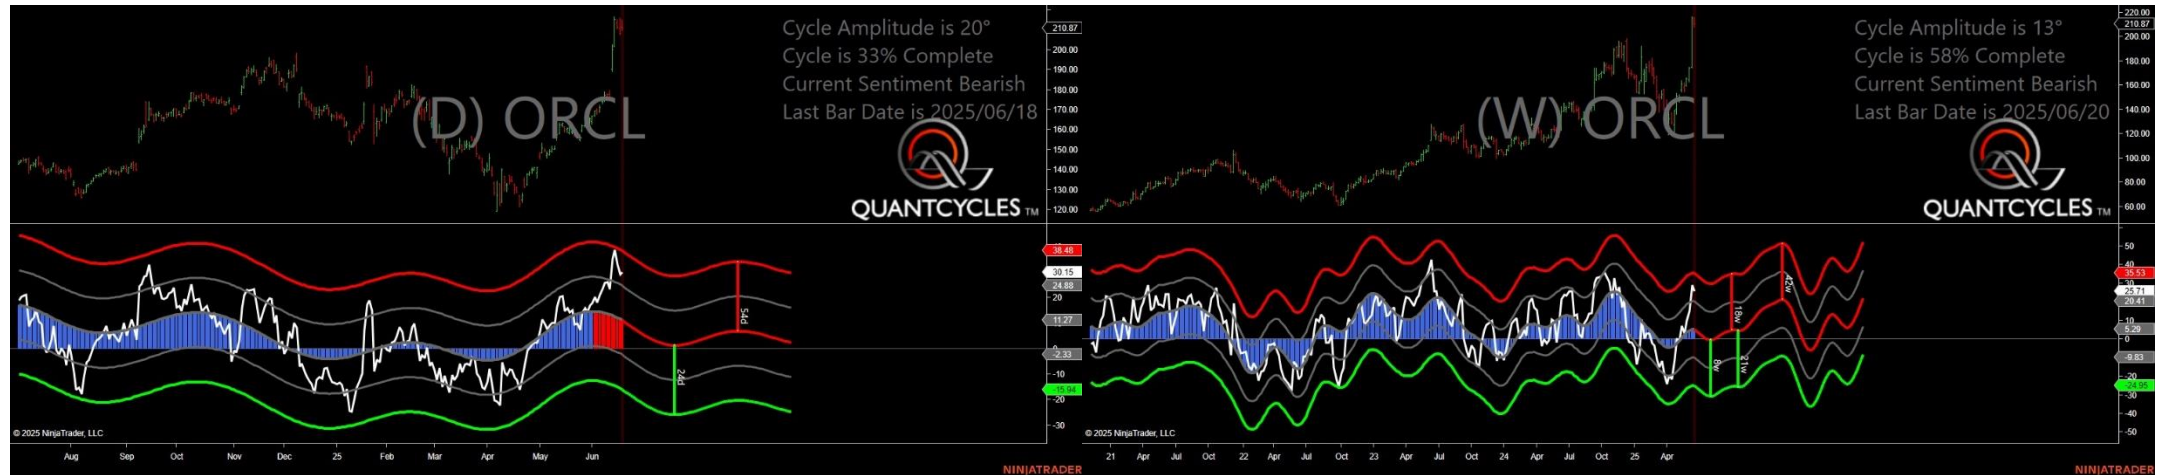 Cycle Amplitude is 20°
Cycle is 33% Complete
Current Sentiment Bearish
Last Bar Date is 2025/06/18
(D) ORCL
QUANTCYCLES TM
210.87
200.00
190.00
180.00
170.00
160.00
150.00
140.00
130.00
120.00
38.48
30.15
24.88
20
11.27
0
-2.33
-10
-15.94
-20
-30
54d
24d
© 2025 NinjaTrader, LLC
Aug Sep Oct Nov Dec 25 Feb Mar Apr May Jun
NINJATRADER
Cycle Amplitude is 13°
Cycle is 58% Complete
Current Sentiment Bearish
Last Bar Date is 2025/06/20
(W) ORCL
QUANTCYCLES TM
220.00
210.87
200.00
180.00
160.00
140.00
120.00
100.00
80.00
60.00
50
40
35.53
25.71
20.41
10
5.29
0
-9.83
-20
-24.95
-30
-40
-50
42w
18w
8w
21w
© 2025 NinjaTrader, LLC
21 Apr Jul Oct 22 Apr Jul Oct 23 Apr Jul Oct 24 Apr Jul Oct 25 Apr
NINJATRADER